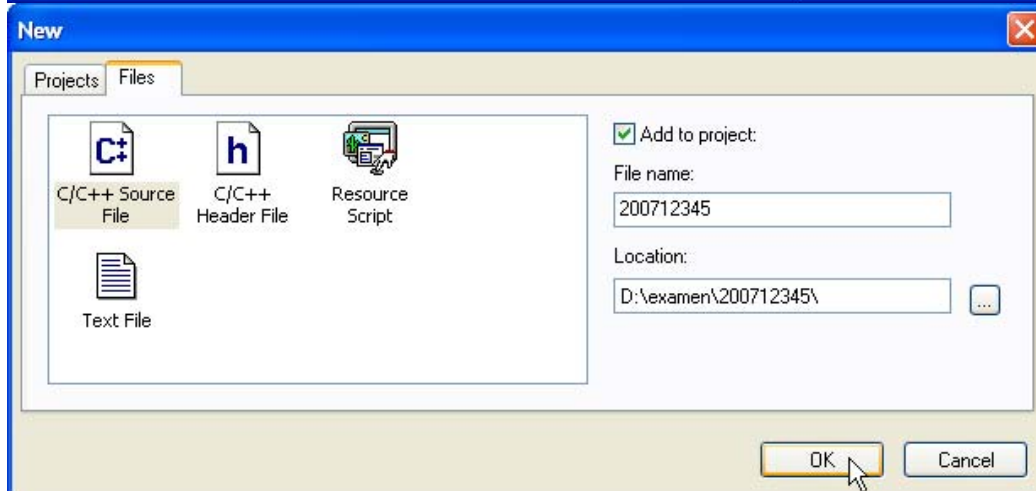 New
Projects
Files
C/C++ Source
File
C/C++
Header File
Resource
Script
Text File
Add to project:
File name:
200712345
Location:
D:\examen\200712345\
...
OK
Cancel